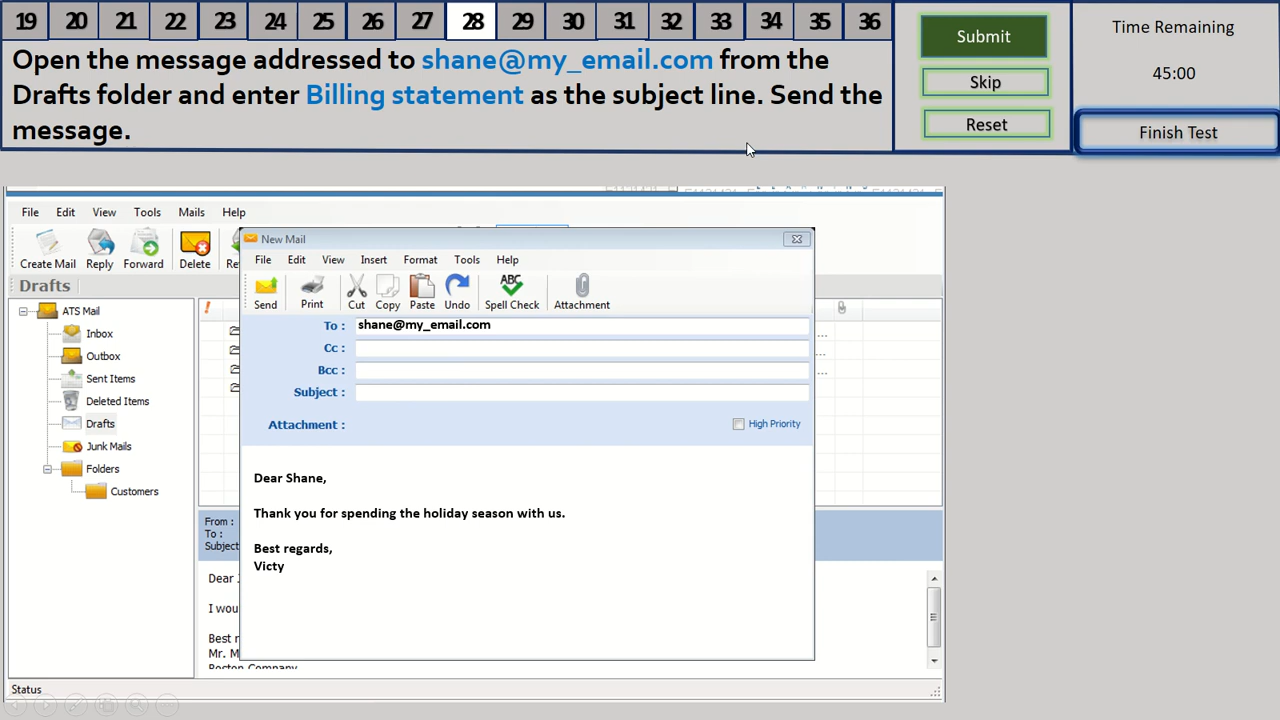 19 20 21 22 23 24 25 26 27 28 29 30 31 32 33 34 35 36
Open the message addressed to shane@my_email.com from the
Drafts folder and enter Billing statement as the subject line. Send the
message.
Submit
Skip
Reset
Time Remaining
45:00
Finish Test
File Edit View Tools Mails Help
Create Mail Reply Forward Delete
Drafts
ATS Mail
Inbox
Outbox
Sent Items
Deleted Items
Drafts
Junk Mails
Folders
Customers
New Mail
File Edit View Insert Format Tools Help
Send Print Cut Copy Paste Undo Spell Check Attachment
To : shane@my_email.com
Cc :
Bcc :
Subject :
Attachment :
High Priority
Dear Shane,
Thank you for spending the holiday season with us.
Best regards,
Victy
From :
To :
Subject
Dear
I wou
Best r
Mr. M
Status